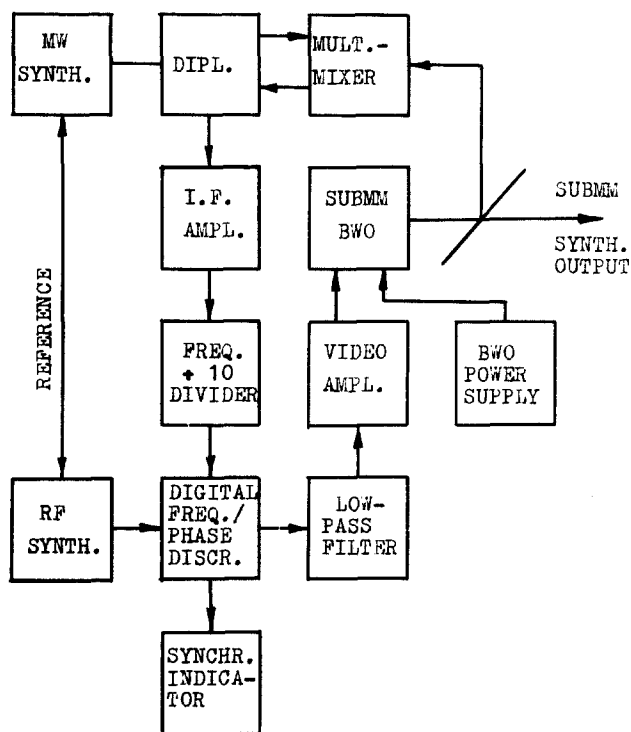 MW
SYNTH.
DIPL.
MULT.-
MIXER
I.F.
AMPL.
SUBMM
BWO
SUBMM
SYNTH.
OUTPUT
REFERENCE
FREQ.
+ 10
DIVIDER
VIDEO
AMPL.
BWO
POWER
SUPPLY
RF
SYNTH.
DIGITAL
FREQ./
PHASE
DISCR.
LOW-
PASS
FILTER
SYNCHR.
INDICA-
TOR